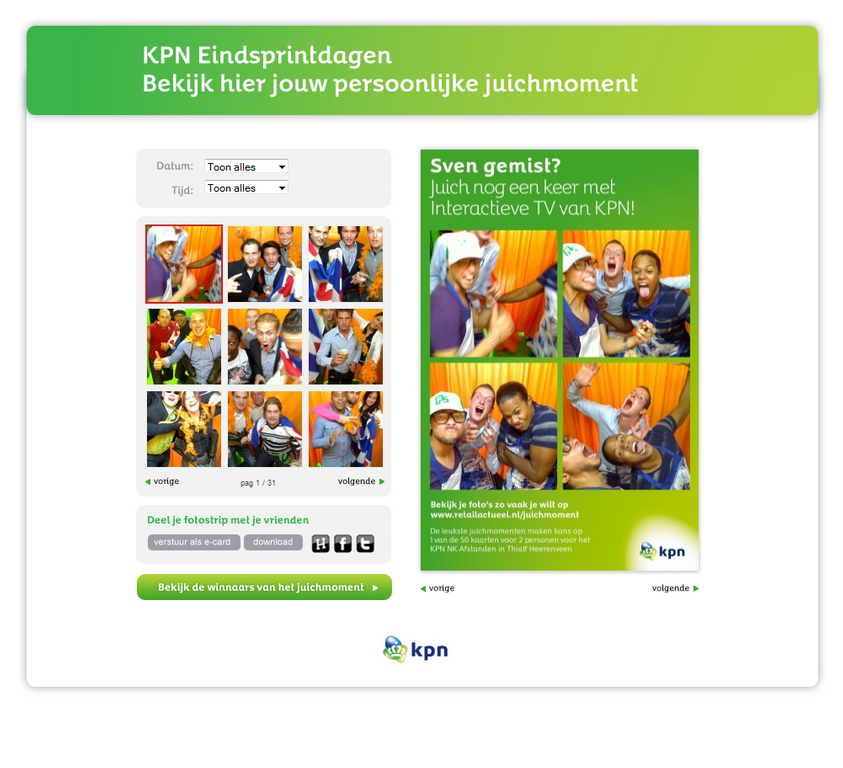 KPN Eindsprintdagen
Bekijk hier jouw persoonlijke juichmoment
Datum: Toon alles
Tijd: Toon alles
vorige pag 1 / 31 volgende
Deel je fotostrip met je vrienden
verstuur als e-card download
Bekijk de winnaars van het juichmoment
Sven gemist?
Juich nog een keer met
Interactieve TV van KPN!
Bekijk je foto's zo vaak je wilt op
www.retailactueel.nl/juichmoment
De leukste juichmomenten maken kans op
1 van de 50 kaarten voor 2 personen voor het
KPN NK Afstanden in Thialf Heerenveen
kpn
vorige volgende
kpn